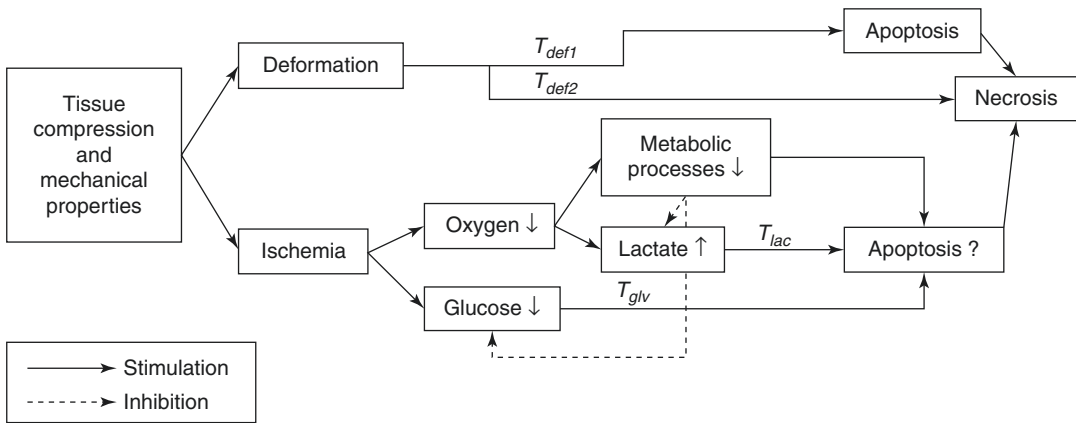 Tissue
compression
and
mechanical
properties
Deformation
T_def1
T_def2
Apoptosis
Necrosis
Ischemia
Oxygen ↓
Glucose ↓
Metabolic
processes ↓
Lactate ↑
T_lac
T_glv
Apoptosis ?
Stimulation
Inhibition